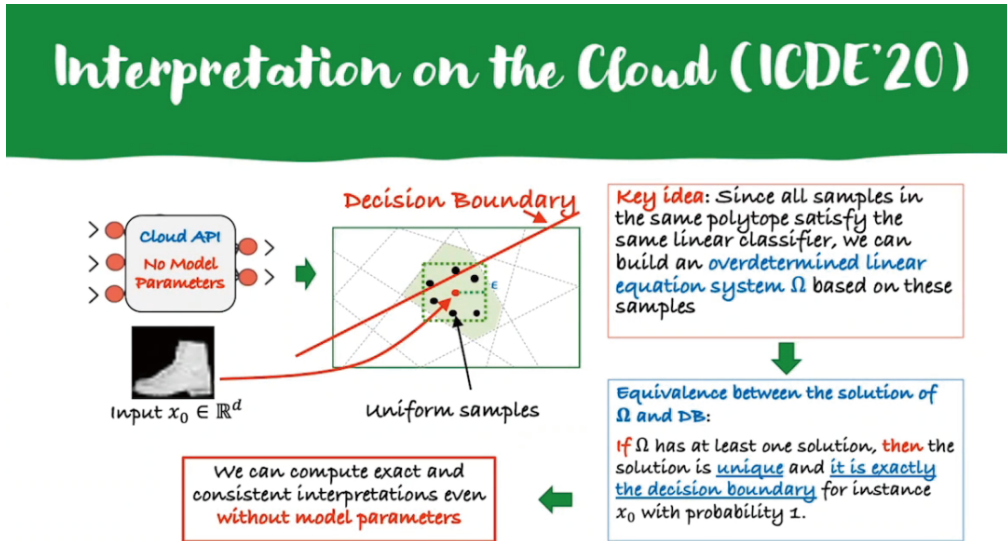 Interpretation on the Cloud (ICDE'20)
Decision Boundary
Cloud API
No Model
Parameters
ϵ
Input x₀ ∈ ℝᵈ
Uniform samples
Key idea: Since all samples in
the same polytope satisfy the
same linear classifier, we can
build an overdetermined linear
equation system Ω based on these
samples
Equivalence between the solution of
Ω and DB:
If Ω has at least one solution, then the
solution is unique and it is exactly
the decision boundary for instance
x₀ with probability 1.
We can compute exact and
consistent interpretations even
without model parameters